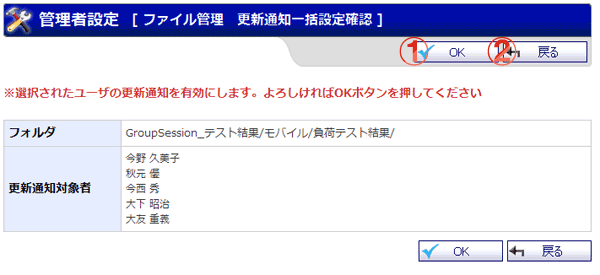 管理者設定 [ ファイル管理 更新通知一括設定確認 ]
① OK ② 戻る
※選択されたユーザの更新通知を有効にします。よろしければOKボタンを押してください
フォルダ GroupSession_テスト結果/モバイル/負荷テスト結果/
更新通知対象者
今野 久美子
秋元 優
今西 秀
大下 昭治
大友 重義
OK 戻る